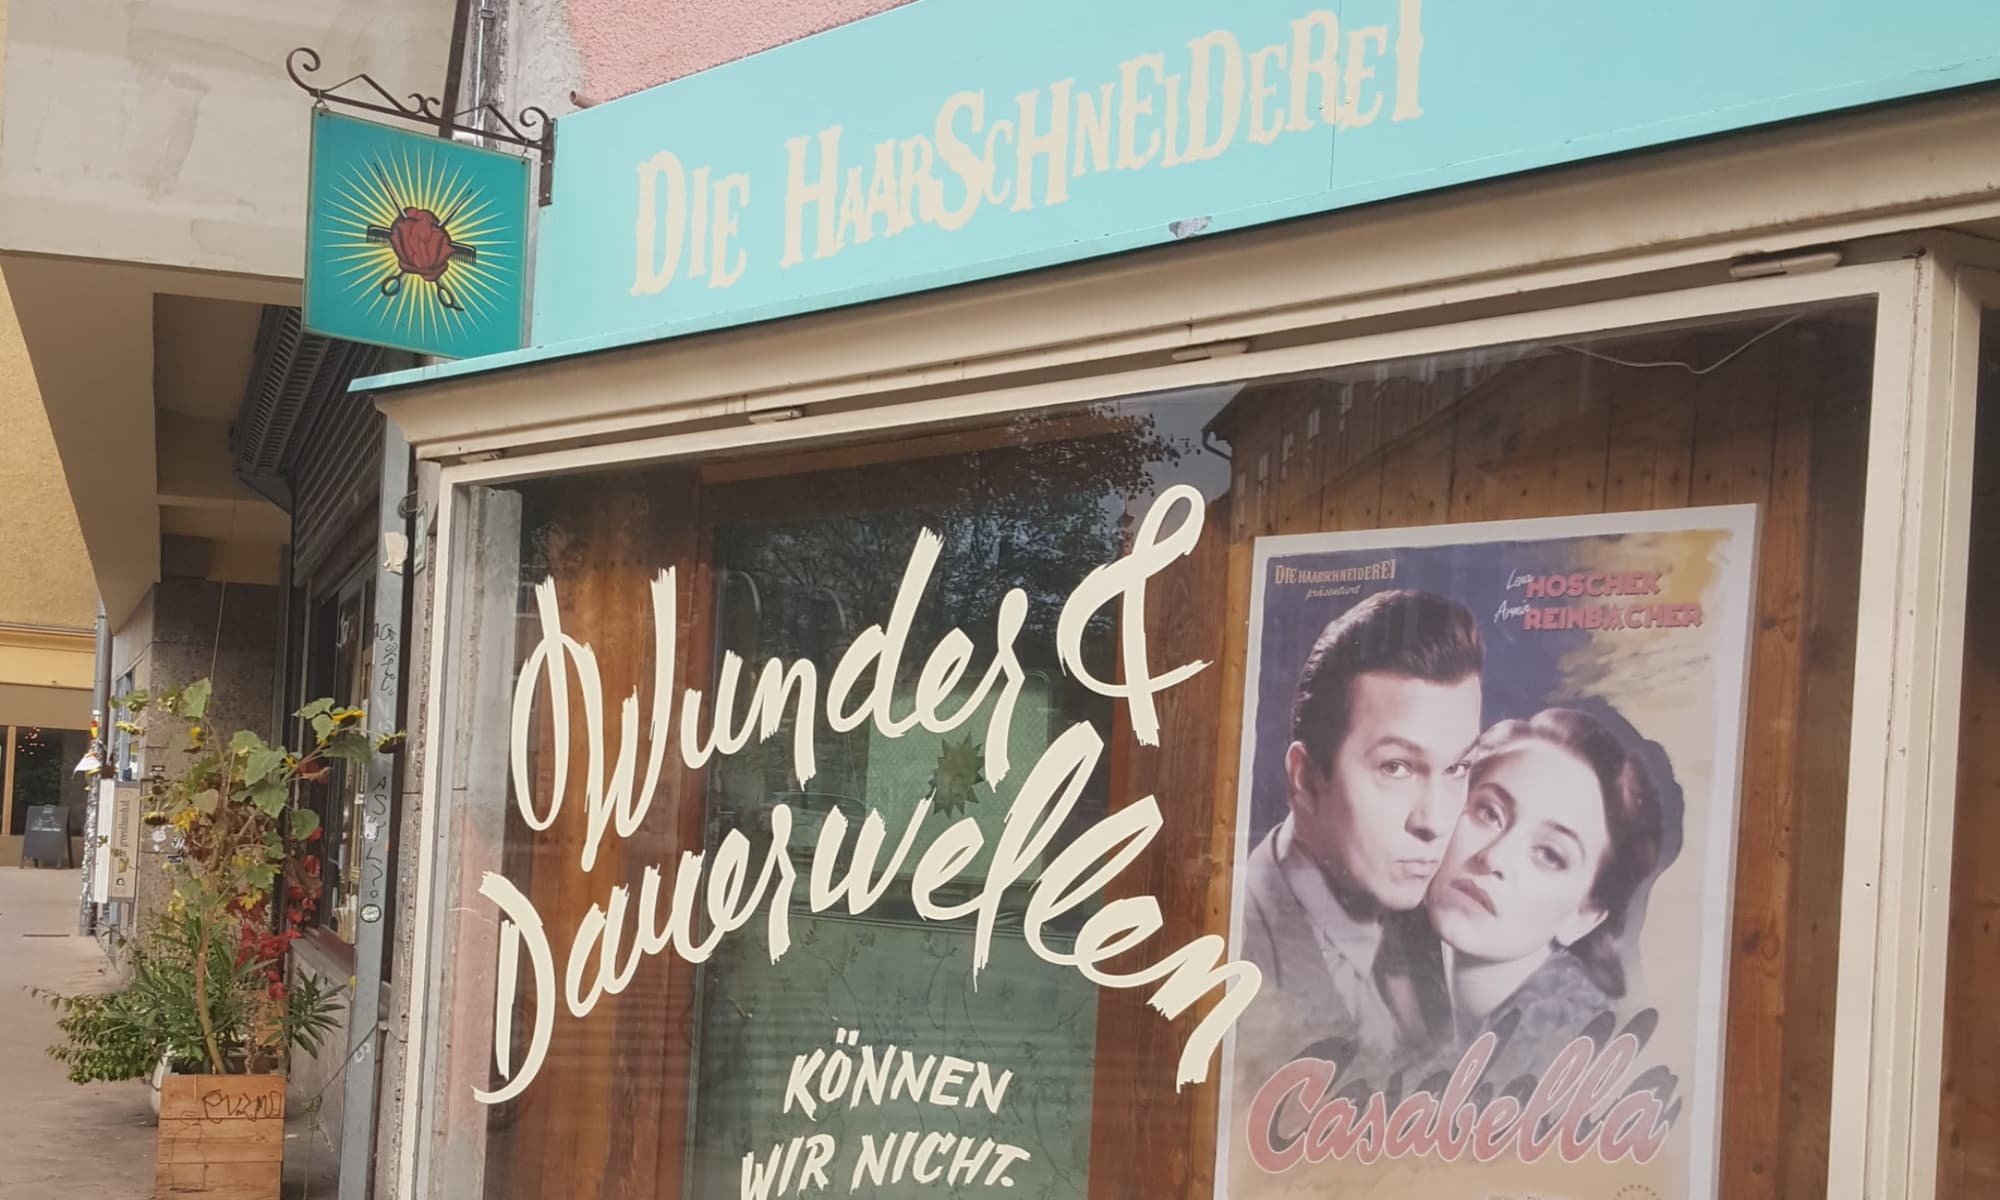 DIE HAARSCHNEIDEREI
Wunder &
Dauerwellen
KÖNNEN
WIR NICHT.
DIE HAARSCHNEIDEREI
präsentiert
Lena HOSCHEK
Armin REINBACHER
Casabella